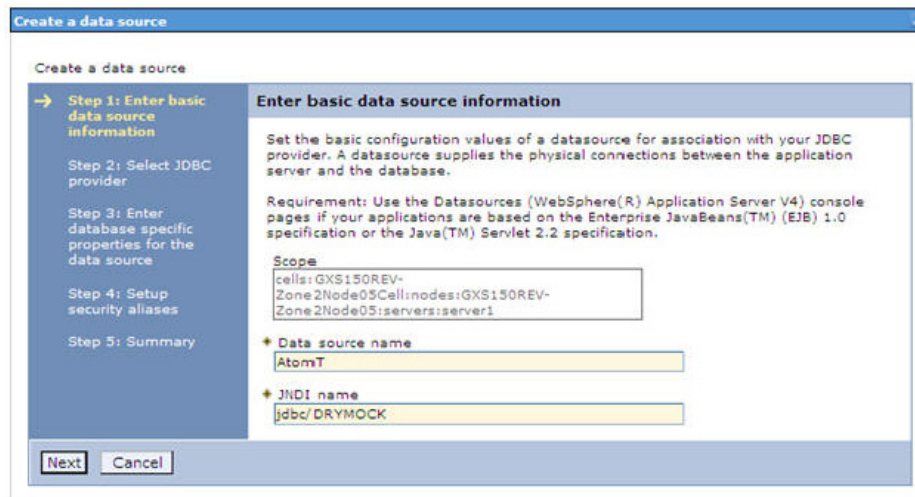 Create a data source
Create a data source
Step 1: Enter basic
data source
information
Step 2: Select JDBC
provider
Step 3: Enter
database specific
properties for the
data source
Step 4: Setup
security aliases
Step 5: Summary
Enter basic data source information
Set the basic configuration values of a datasource for association with your JDBC
provider. A datasource supplies the physical connections between the application
server and the database.
Requirement: Use the Datasources (WebSphere(R) Application Server V4) console
pages if your applications are based on the Enterprise JavaBeans(TM) (EJB) 1.0
specification or the Java(TM) Servlet 2.2 specification.
Scope
cells:GXS150REV-
Zone2Node05Cell:nodes:GXS150REV-
Zone2Node05:servers:server1
Data source name
AtomT
JNDI name
jdbc/DRYMOCK
Next Cancel